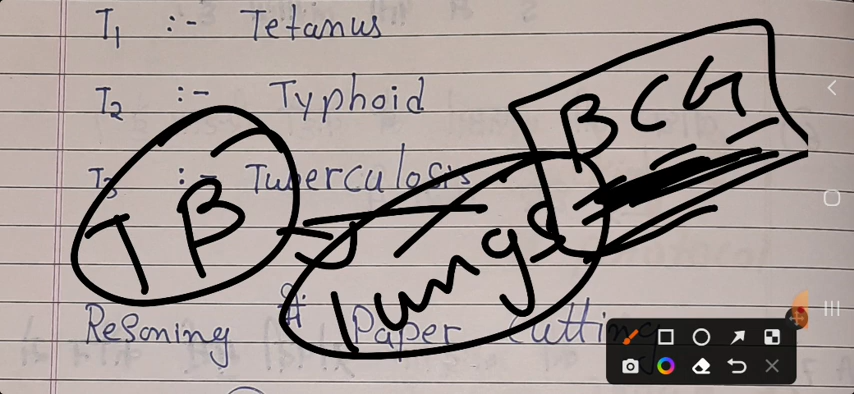 T1 :- Tetanus
T2 :- Typhoid
BCG
T3 :- Tuberculosis
TB
lungs
Resoning में Paper Cutting